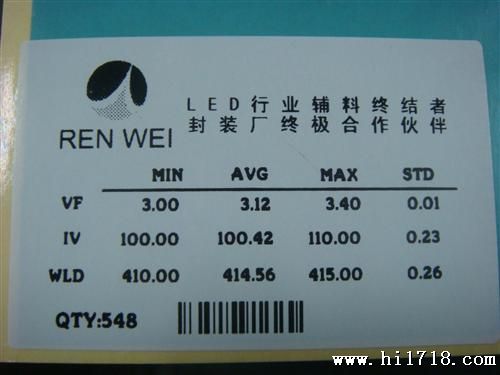 LED行业辅料终结者
封装厂终极合作伙伴
REN WEI
MIN AVG MAX STD
VF 3.00 3.12 3.40 0.01
IV 100.00 100.42 110.00 0.23
WLD 410.00 414.56 415.00 0.26
QTY:548
www.hi1718.com